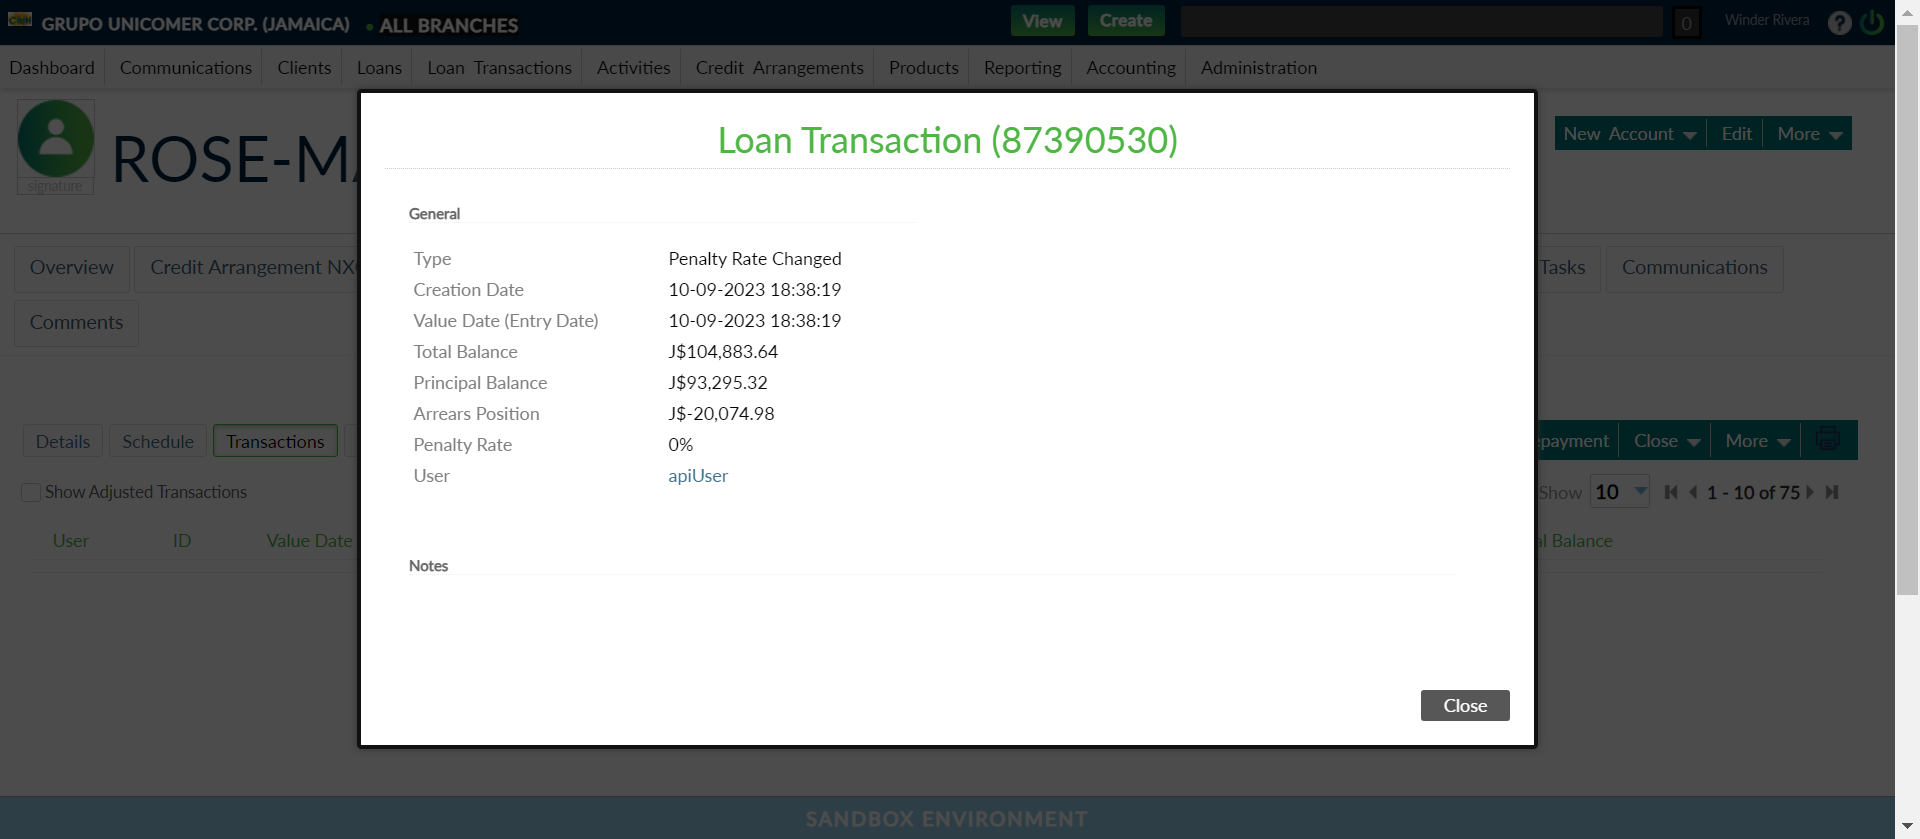 GRUPO UNICOMER CORP. (JAMAICA) • ALL BRANCHES View Create 0 Winder Rivera ?
Dashboard Communications Clients Loans Loan Transactions Activities Credit Arrangements Products Reporting Accounting Administration
ROSE-M
signature
New Account Edit More
Overview Credit Arrangement Tasks Communications
Comments
Loan Transaction (87390530)
General
Type Penalty Rate Changed
Creation Date 10-09-2023 18:38:19
Value Date (Entry Date) 10-09-2023 18:38:19
Total Balance J$104,883.64
Principal Balance J$93,295.32
Arrears Position J$-20,074.98
Penalty Rate 0%
User apiUser
Notes
Close
Details Schedule Transactions payment Close More
Show Adjusted Transactions Show 10 1 - 10 of 75
User ID Value Date Balance
SANDBOX ENVIRONMENT